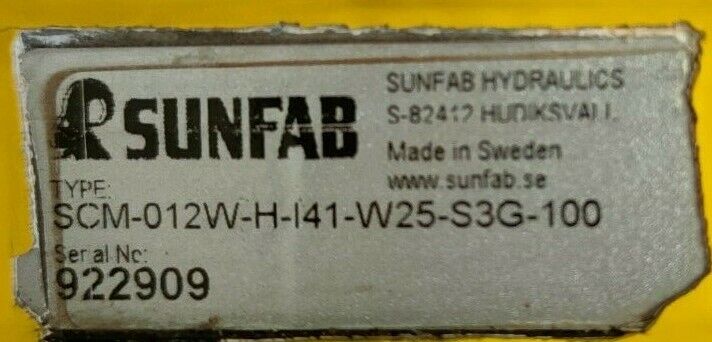 SUNFAB
SUNFAB HYDRAULICS
S-82412 HUDIKSVALL
Made in Sweden
www.sunfab.se
TYPE:
SCM-012W-H-I41-W25-S3G-100
Serial No:
922909